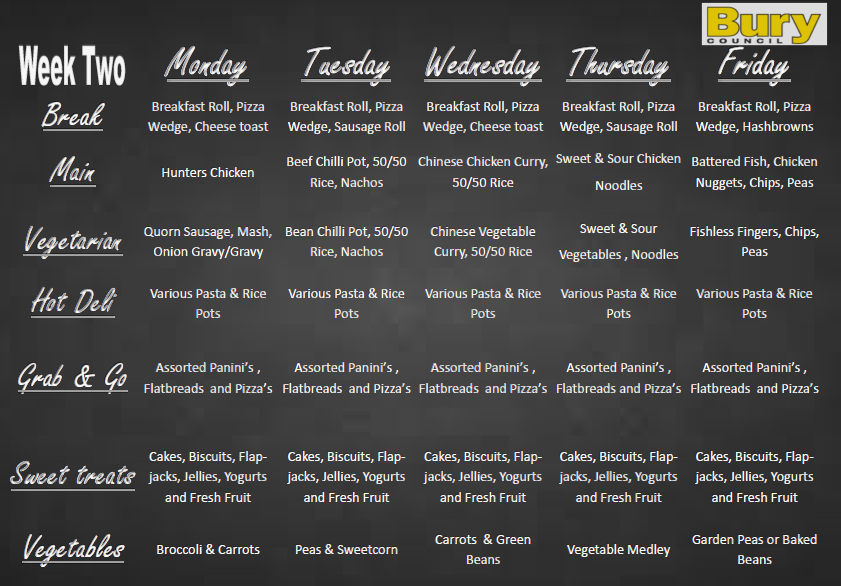 Bury
COUNCIL
Week Two
Monday
Tuesday
Wednesday
Thursday
Friday
Break
Breakfast Roll, Pizza
Wedge, Cheese toast
Breakfast Roll, Pizza
Wedge, Sausage Roll
Breakfast Roll, Pizza
Wedge, Cheese toast
Breakfast Roll, Pizza
Wedge, Sausage Roll
Breakfast Roll, Pizza
Wedge, Hashbrowns
Main
Hunters Chicken
Beef Chilli Pot, 50/50
Rice, Nachos
Chinese Chicken Curry,
50/50 Rice
Sweet & Sour Chicken
Noodles
Battered Fish, Chicken
Nuggets, Chips, Peas
Vegetarian
Quorn Sausage, Mash,
Onion Gravy/Gravy
Bean Chilli Pot, 50/50
Rice, Nachos
Chinese Vegetable
Curry, 50/50 Rice
Sweet & Sour
Vegetables , Noodles
Fishless Fingers, Chips,
Peas
Hot Deli
Various Pasta & Rice
Pots
Various Pasta & Rice
Pots
Various Pasta & Rice
Pots
Various Pasta & Rice
Pots
Various Pasta & Rice
Pots
Grab & Go
Assorted Panini's ,
Flatbreads and Pizza's
Assorted Panini's ,
Flatbreads and Pizza's
Assorted Panini's ,
Flatbreads and Pizza's
Assorted Panini's ,
Flatbreads and Pizza's
Assorted Panini's ,
Flatbreads and Pizza's
Sweet treats
Cakes, Biscuits, Flap-
jacks, Jellies, Yogurts
and Fresh Fruit
Cakes, Biscuits, Flap-
jacks, Jellies, Yogurts
and Fresh Fruit
Cakes, Biscuits, Flap-
jacks, Jellies, Yogurts
and Fresh Fruit
Cakes, Biscuits, Flap-
jacks, Jellies, Yogurts
and Fresh Fruit
Cakes, Biscuits, Flap-
jacks, Jellies, Yogurts
and Fresh Fruit
Vegetables
Broccoli & Carrots
Peas & Sweetcorn
Carrots & Green
Beans
Vegetable Medley
Garden Peas or Baked
Beans